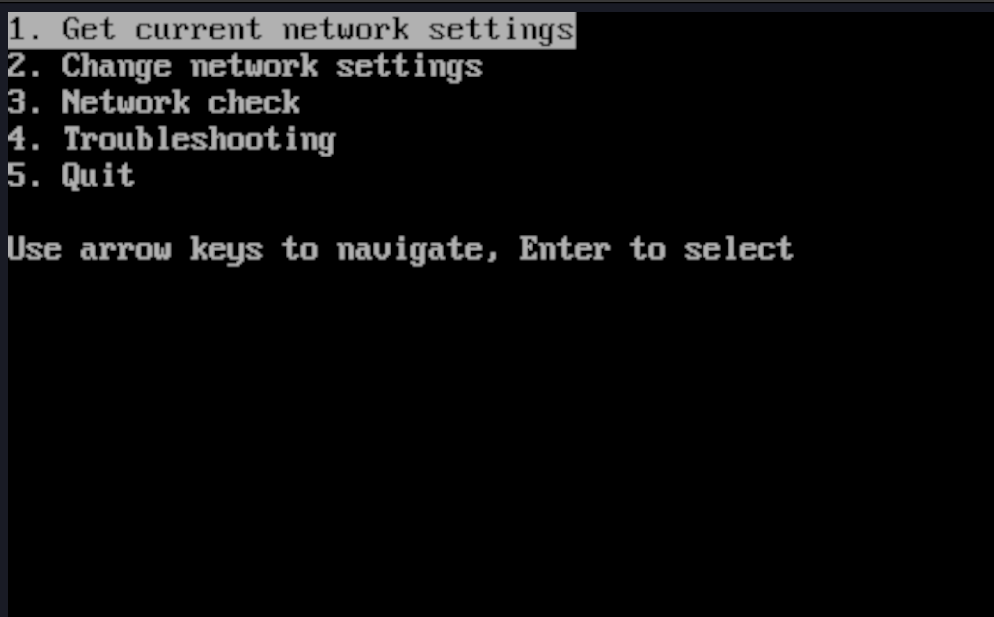 1. Get current network settings
2. Change network settings
3. Network check
4. Troubleshooting
5. Quit
Use arrow keys to navigate, Enter to select